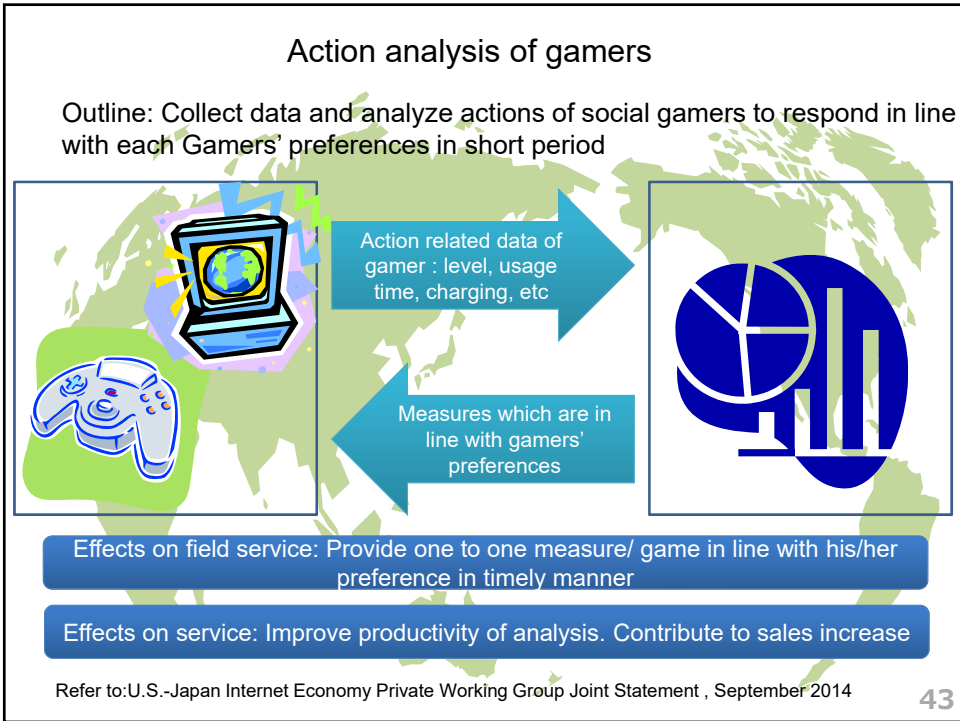 Action analysis of gamers
Outline: Collect data and analyze actions of social gamers to respond in line
with each Gamers’ preferences in short period
Action related data of
gamer : level, usage
time, charging, etc
Measures which are in
line with gamers’
preferences
Effects on field service: Provide one to one measure/ game in line with his/her
preference in timely manner
Effects on service: Improve productivity of analysis. Contribute to sales increase
Refer to:U.S.-Japan Internet Economy Private Working Group Joint Statement , September 2014
43